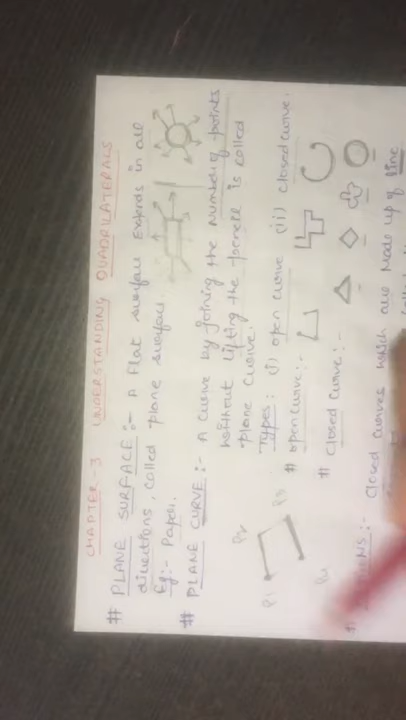 CHAPTER-3 UNDERSTANDING QUADRILATERALS
# PLANE SURFACE :- A Flat surface Extends in all
directions, called plane surface.
Eg:- Paper.
# PLANE CURVE :- A curve by joining the number of points
without lifting the pencil is called
plane curve.
Types: (i) open curve (ii) closed curve.
# open curve :-
# Closed curve :-
P1
Closed curves which are Made up of line